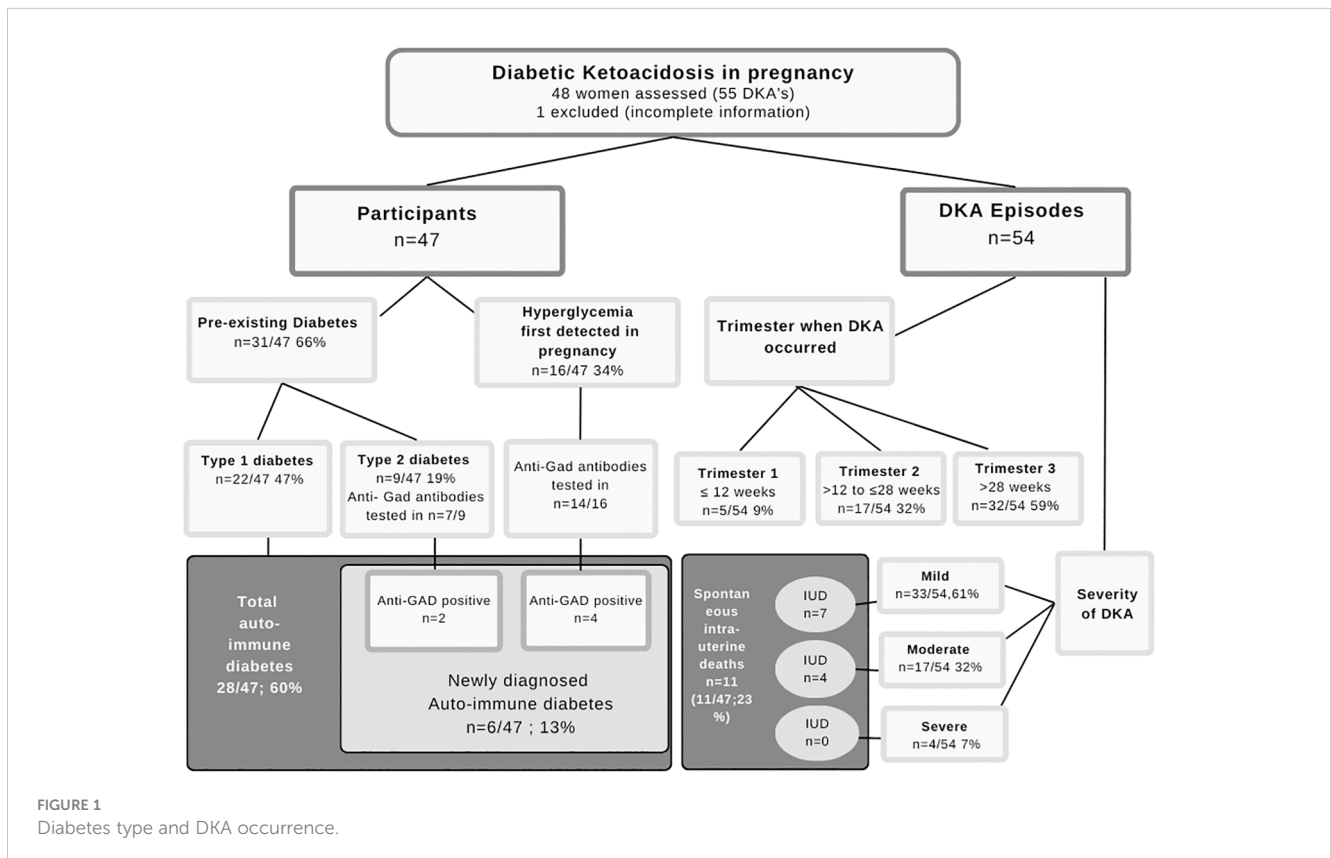 Diabetic Ketoacidosis in pregnancy
48 women assessed (55 DKA's)
1 excluded (incomplete information)
Participants
n=47
DKA Episodes
n=54
Pre-existing Diabetes
n=31/47 66%
Hyperglycemia
first detected in
pregnancy
n=16/47 34%
Trimester when DKA
occurred
Type 1 diabetes
n=22/47 47%
Type 2 diabetes
n=9/47 19%
Anti- Gad antibodies
tested in n=7/9
Anti-Gad antibodies
tested in
n=14/16
Trimester 1
≤ 12 weeks
n=5/54 9%
Trimester 2
>12 to ≤28 weeks
n=17/54 32%
Trimester 3
>28 weeks
n=32/54 59%
Total
auto-
immune
diabetes
28/47; 60%
Anti-GAD positive
n=2
Anti-GAD positive
n=4
Newly diagnosed
Auto-immune diabetes
n=6/47 ; 13%
Spontan
eous
intra-
uterine
deaths
n=11
(11/47;23
%)
IUD
n=7
IUD
n=4
IUD
n=0
Mild
n=33/54,61%
Moderate
n=17/54 32%
Severe
n=4/54 7%
Severity
of DKA
FIGURE 1
Diabetes type and DKA occurrence.